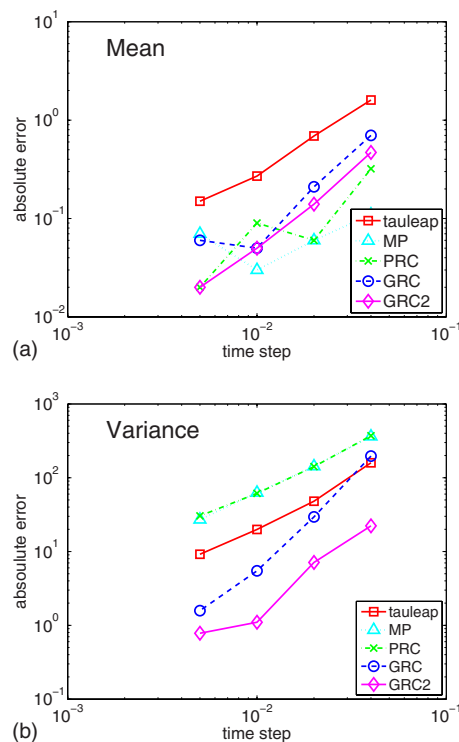 10^1
Mean
10^0
absolute error
10^-1
tauleap
MP
PRC
GRC
GRC2
10^-2
10^-3
10^-2
10^-1
(a)
time step
10^3
Variance
10^2
absoulute error
10^1
10^0
tauleap
MP
PRC
GRC
GRC2
10^-1
10^-3
10^-2
10^-1
(b)
time step